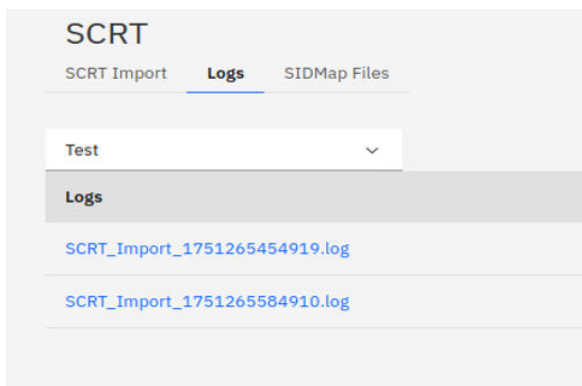 SCRT
SCRT Import Logs SIDMap Files
Test
Logs
SCRT_Import_1751265454919.log
SCRT_Import_1751265584910.log